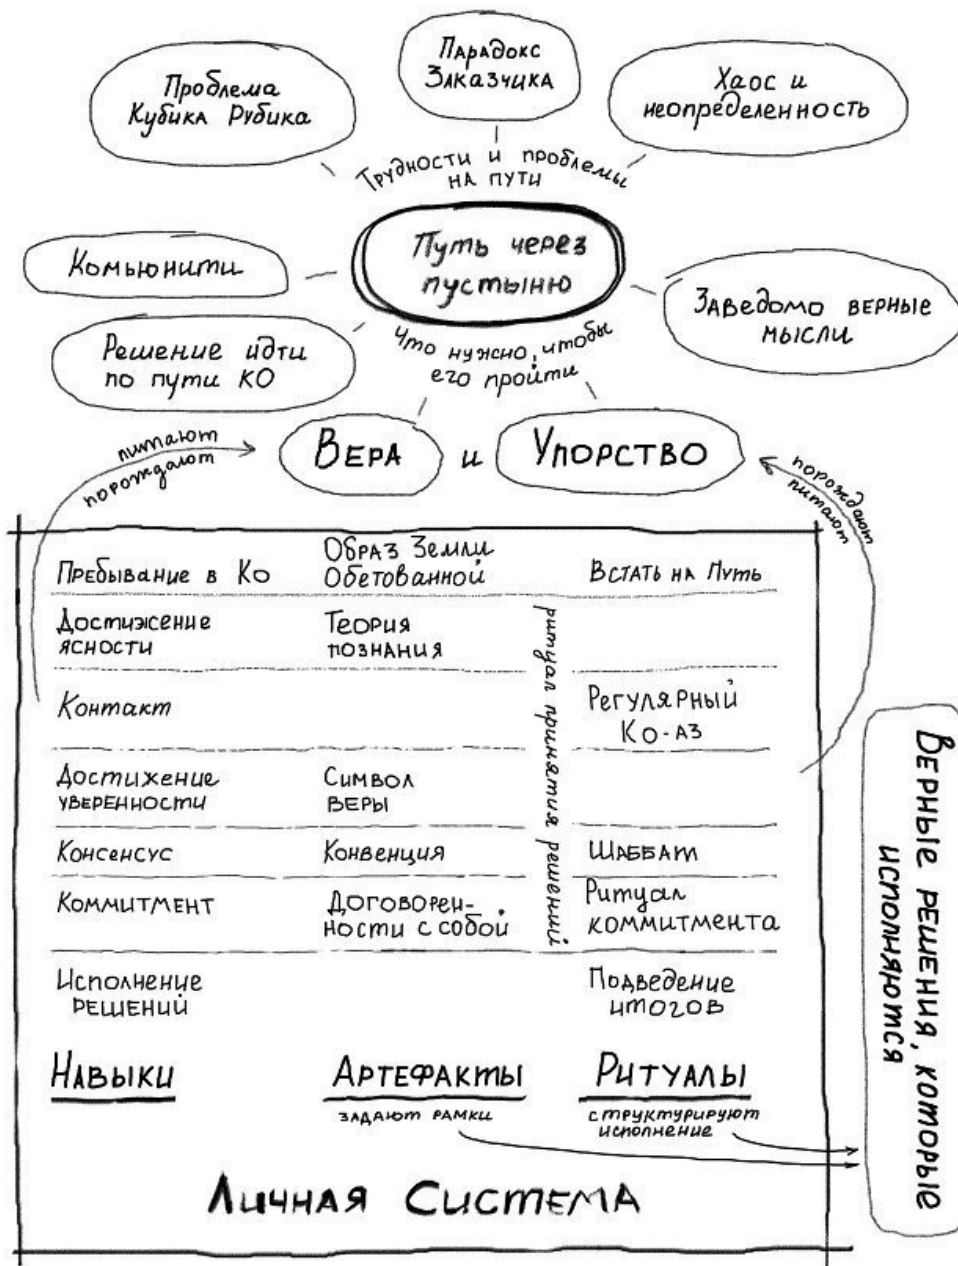 Парадокс
Заказчика
Проблема
Кубика Рубика
Хаос и
неопределенность
Трудности и проблемы
на пути
Путь через
пустыню
Комьюнити
Заведомо верные
мысли
Решение идти
по пути КО
Что нужно, чтобы
его пройти
Вера и Упорство
питают
порождают
порождают
питают
Пребывание в Ко
Образ Земли
Обетованной
Встать на Путь
Достижение
ясности
Теория
познания
ритуал принятия решений
Контакт
Регулярный
Ко-аз
Достижение
уверенности
Символ
веры
Консенсус
Конвенция
Шаббат
Коммитмент
Договорен-
ности с собой
Ритуал
коммитмента
Исполнение
решений
Подведение
итогов
Навыки
Артефакты
задают рамки
Ритуалы
структурируют
исполнение
Личная Система
Верные решения, которые
исполняются